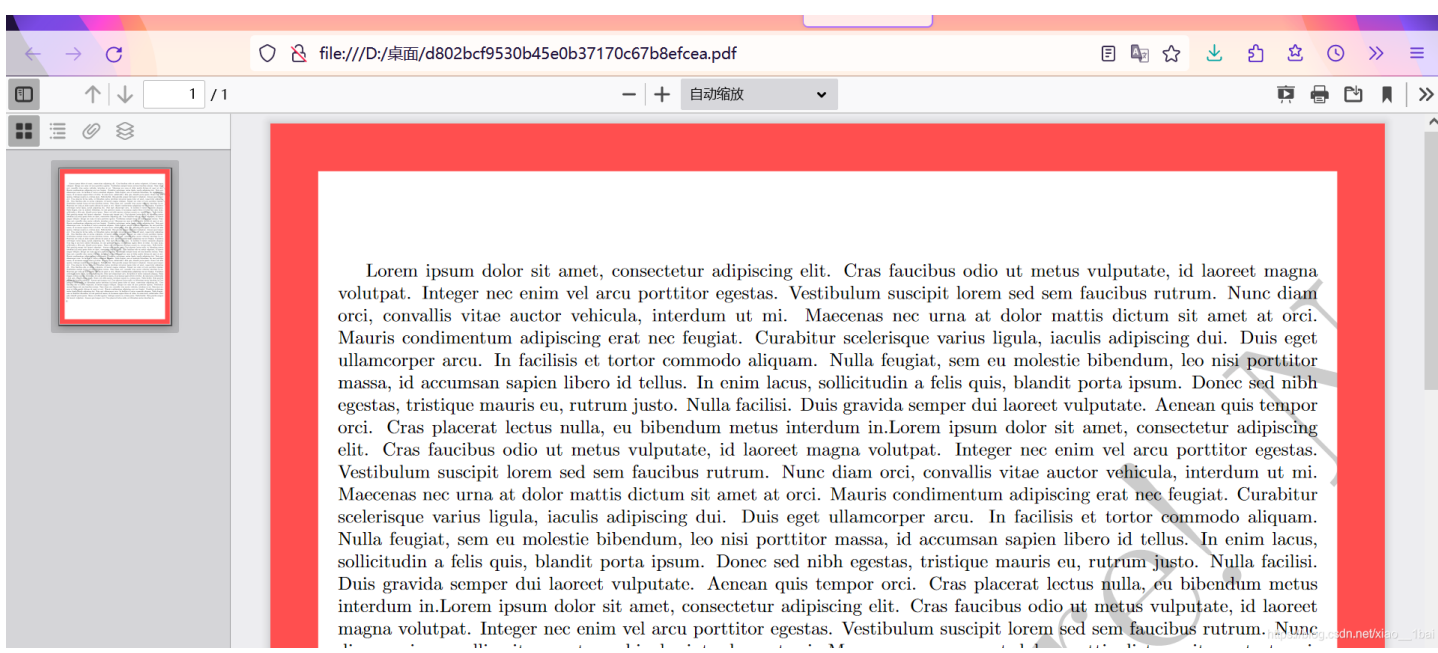 file:///D:/桌面/d802bcf9530b45e0b37170c67b8efcea.pdf
1 / 1
自动缩放
Lorem ipsum dolor sit amet, consectetur adipiscing elit. Cras faucibus odio ut metus vulputate, id laoreet magna
volutpat. Integer nec enim vel arcu porttitor egestas. Vestibulum suscipit lorem sed sem faucibus rutrum. Nunc diam
orci, convallis vitae auctor vehicula, interdum ut mi. Maecenas nec urna at dolor mattis dictum sit amet at orci.
Mauris condimentum adipiscing erat nec feugiat. Curabitur scelerisque varius ligula, iaculis adipiscing dui. Duis eget
ullamcorper arcu. In facilisis et tortor commodo aliquam. Nulla feugiat, sem eu molestie bibendum, leo nisi porttitor
massa, id accumsan sapien libero id tellus. In enim lacus, sollicitudin a felis quis, blandit porta ipsum. Donec sed nibh
egestas, tristique mauris eu, rutrum justo. Nulla facilisi. Duis gravida semper dui laoreet vulputate. Aenean quis tempor
orci. Cras placerat lectus nulla, eu bibendum metus interdum in.Lorem ipsum dolor sit amet, consectetur adipiscing
elit. Cras faucibus odio ut metus vulputate, id laoreet magna volutpat. Integer nec enim vel arcu porttitor egestas.
Vestibulum suscipit lorem sed sem faucibus rutrum. Nunc diam orci, convallis vitae auctor vehicula, interdum ut mi.
Maecenas nec urna at dolor mattis dictum sit amet at orci. Mauris condimentum adipiscing erat nec feugiat. Curabitur
scelerisque varius ligula, iaculis adipiscing dui. Duis eget ullamcorper arcu. In facilisis et tortor commodo aliquam.
Nulla feugiat, sem eu molestie bibendum, leo nisi porttitor massa, id accumsan sapien libero id tellus. In enim lacus,
sollicitudin a felis quis, blandit porta ipsum. Donec sed nibh egestas, tristique mauris eu, rutrum justo. Nulla facilisi.
Duis gravida semper dui laoreet vulputate. Aenean quis tempor orci. Cras placerat lectus nulla, eu bibendum metus
interdum in.Lorem ipsum dolor sit amet, consectetur adipiscing elit. Cras faucibus odio ut metus vulputate, id laoreet
magna volutpat. Integer nec enim vel arcu porttitor egestas. Vestibulum suscipit lorem sed sem faucibus rutrum. Nunc